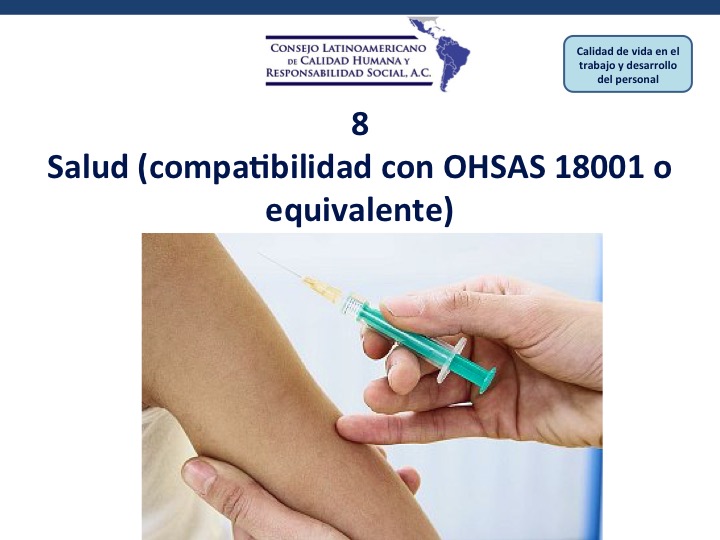 CONSEJO LATINOAMERICANO
DE CALIDAD HUMANA Y
RESPONSABILIDAD SOCIAL, A.C.
Calidad de vida en el
trabajo y desarrollo
del personal
8
Salud (compatibilidad con OHSAS 18001 o
equivalente)